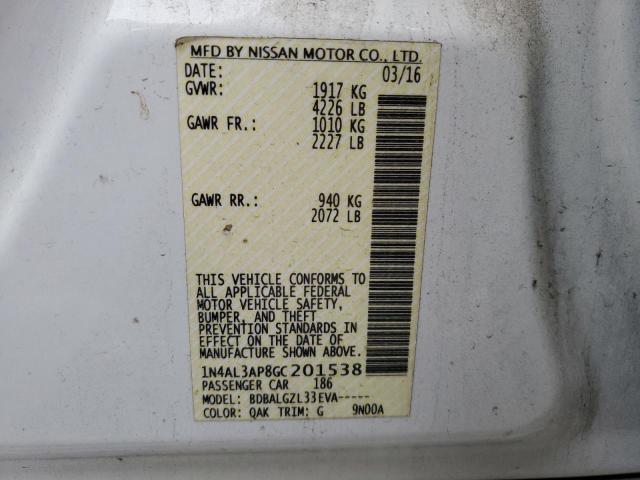 MFD BY NISSAN MOTOR CO., LTD.
DATE: 03/16
GVWR: 1917 KG
4226 LB
GAWR FR.: 1010 KG
2227 LB
GAWR RR.: 940 KG
2072 LB
THIS VEHICLE CONFORMS TO
ALL APPLICABLE FEDERAL
MOTOR VEHICLE SAFETY,
BUMPER, AND THEFT
PREVENTION STANDARDS IN
EFFECT ON THE DATE OF
MANUFACTURE SHOWN ABOVE.
1N4AL3AP8GC201538
PASSENGER CAR 186
MODEL: BDBALGZL33EVA-----
COLOR: QAK TRIM: G 9N00A